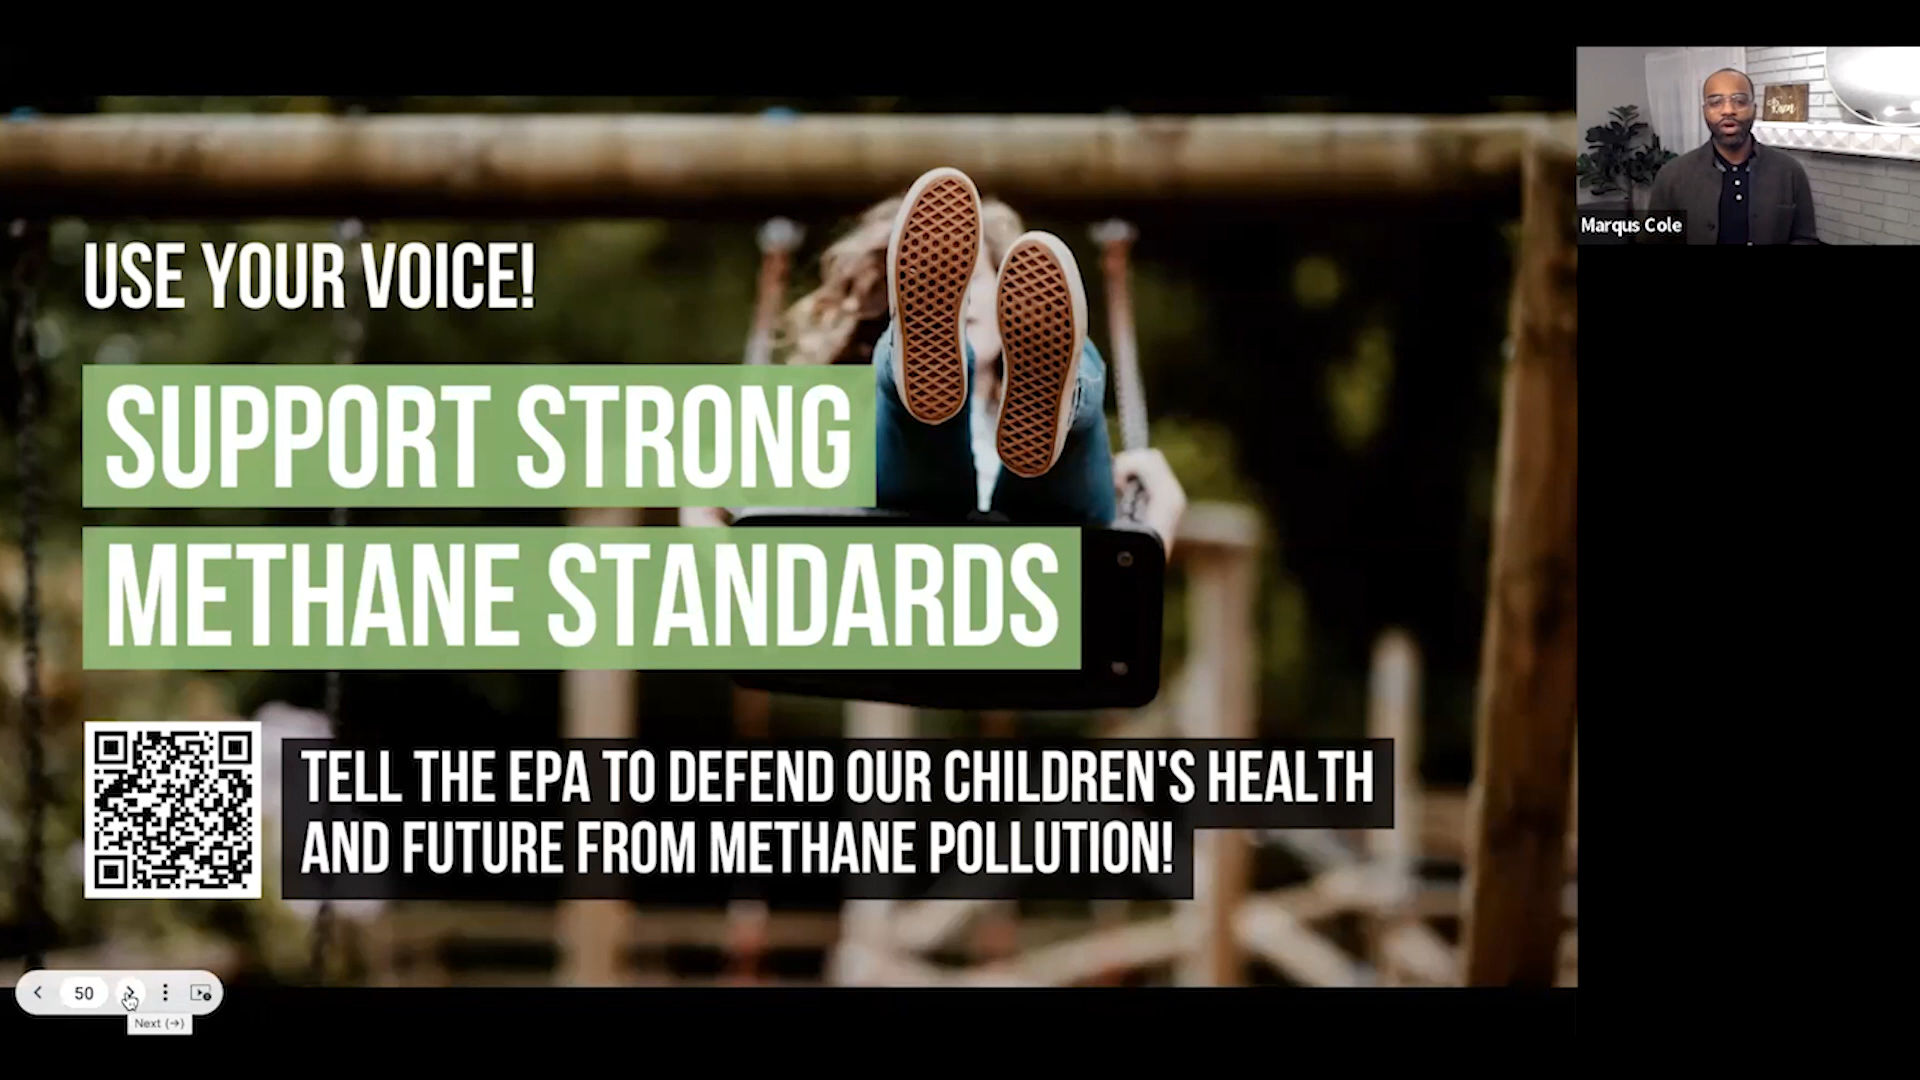 USE YOUR VOICE!
SUPPORT STRONG
METHANE STANDARDS
TELL THE EPA TO DEFEND OUR CHILDREN'S HEALTH
AND FUTURE FROM METHANE POLLUTION!
Marqus Cole
50
Next (→)